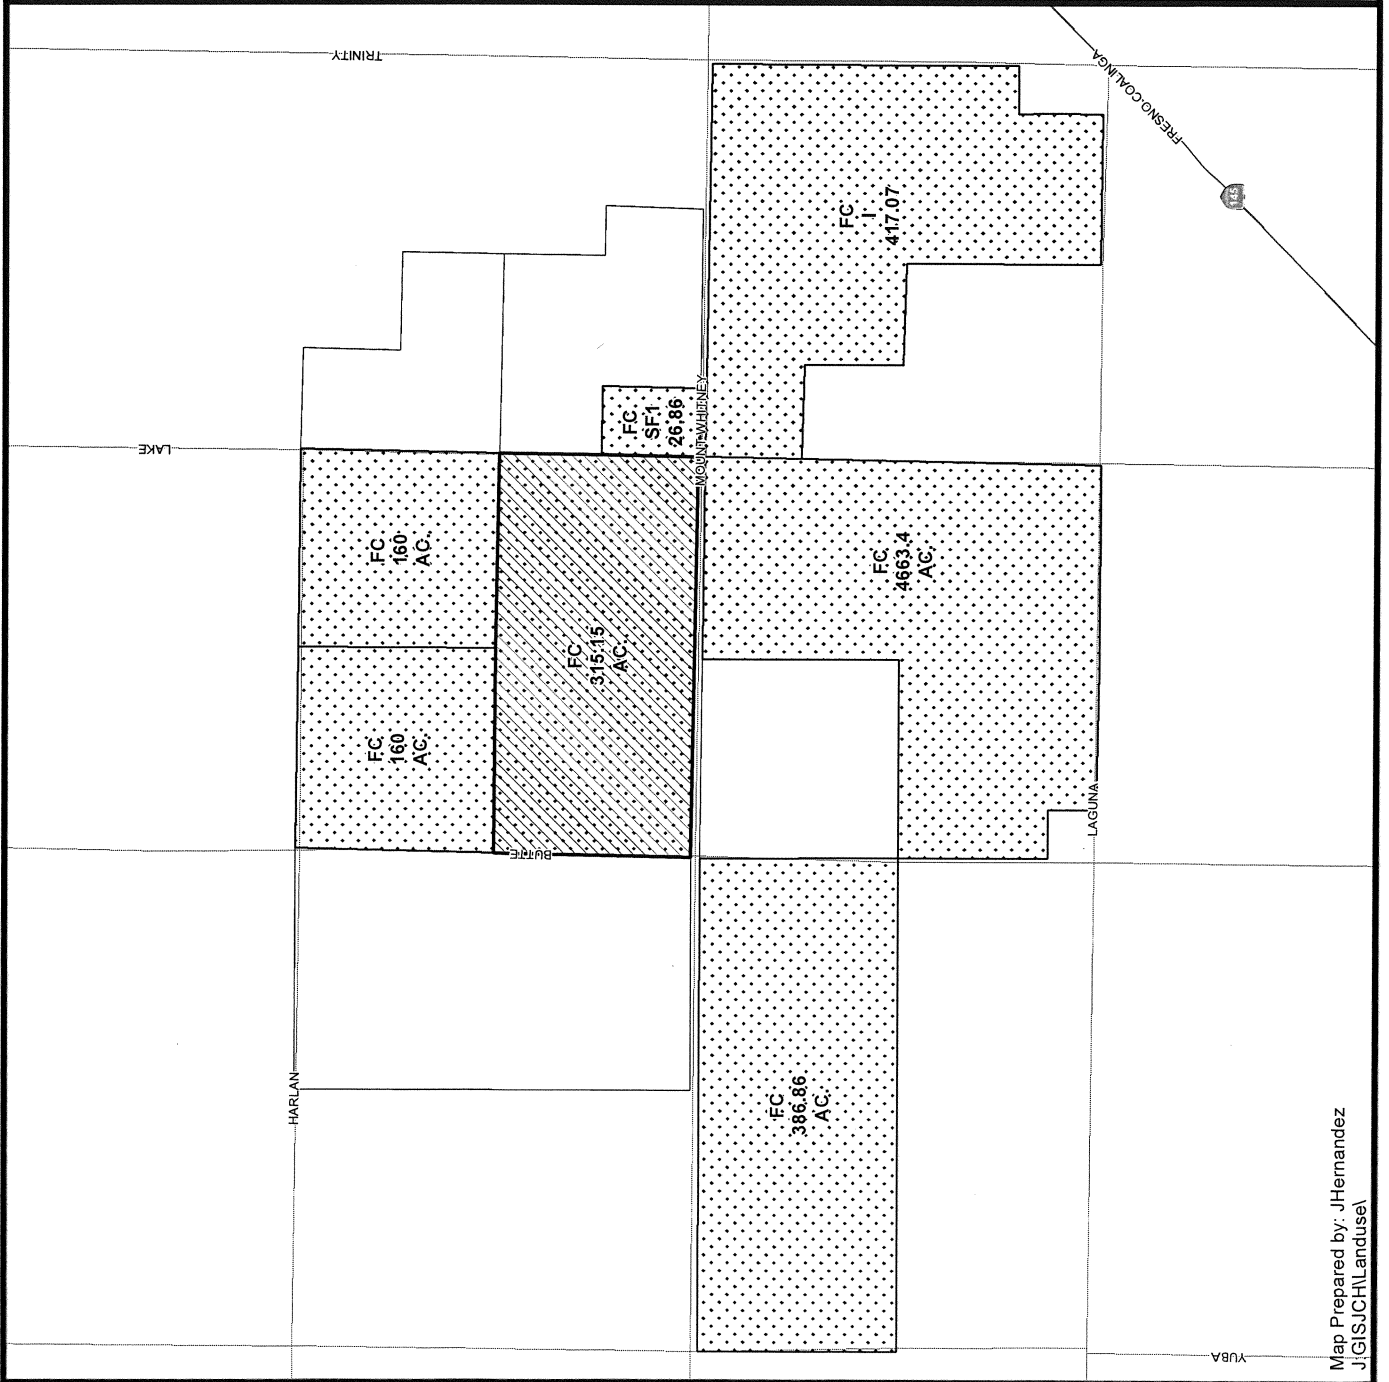 TRINITY
FRESNO-COALINGA
145
FC
I
417.07
FC
SF1
26.86
MOUNT WHITNEY
LAKE
FC
160
AC.
FC
160
AC.
FC
315.15
AC.
FC
4663.4
AC.
BUTTE
LAGUNA
HARLAN
FC
386.86
AC.
YUBA
Map Prepared by: JHernandez
J:GISJCH\Landuse\